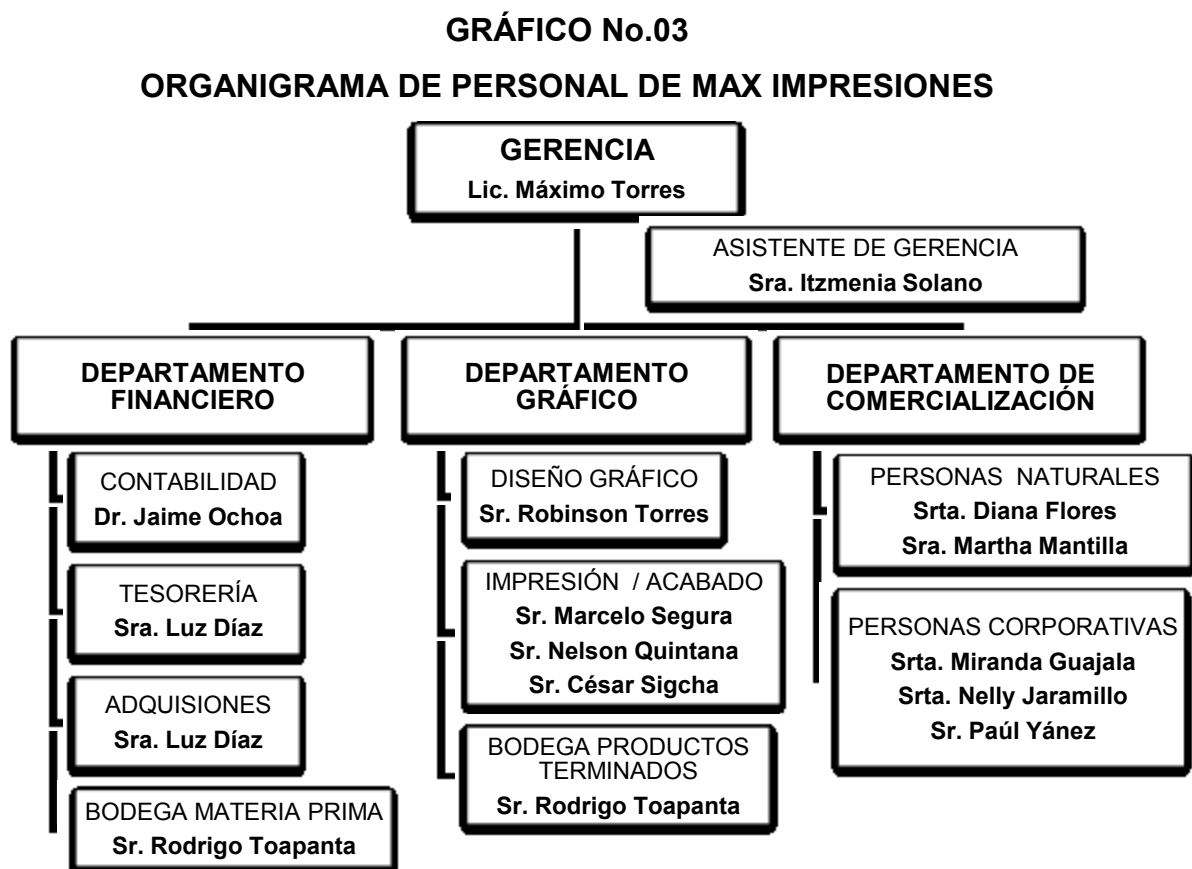 GRÁFICO No.03
ORGANIGRAMA DE PERSONAL DE MAX IMPRESIONES
GERENCIA
Lic. Máximo Torres
ASISTENTE DE GERENCIA
Sra. Itzmenia Solano
DEPARTAMENTO
FINANCIERO
CONTABILIDAD
Dr. Jaime Ochoa
TESORERÍA
Sra. Luz Díaz
ADQUISIONES
Sra. Luz Díaz
BODEGA MATERIA PRIMA
Sr. Rodrigo Toapanta
DEPARTAMENTO
GRÁFICO
DISEÑO GRÁFICO
Sr. Robinson Torres
IMPRESIÓN / ACABADO
Sr. Marcelo Segura
Sr. Nelson Quintana
Sr. César Sigcha
BODEGA PRODUCTOS
TERMINADOS
Sr. Rodrigo Toapanta
DEPARTAMENTO DE
COMERCIALIZACIÓN
PERSONAS NATURALES
Srta. Diana Flores
Sra. Martha Mantilla
PERSONAS CORPORATIVAS
Srta. Miranda Guajala
Srta. Nelly Jaramillo
Sr. Paúl Yánez